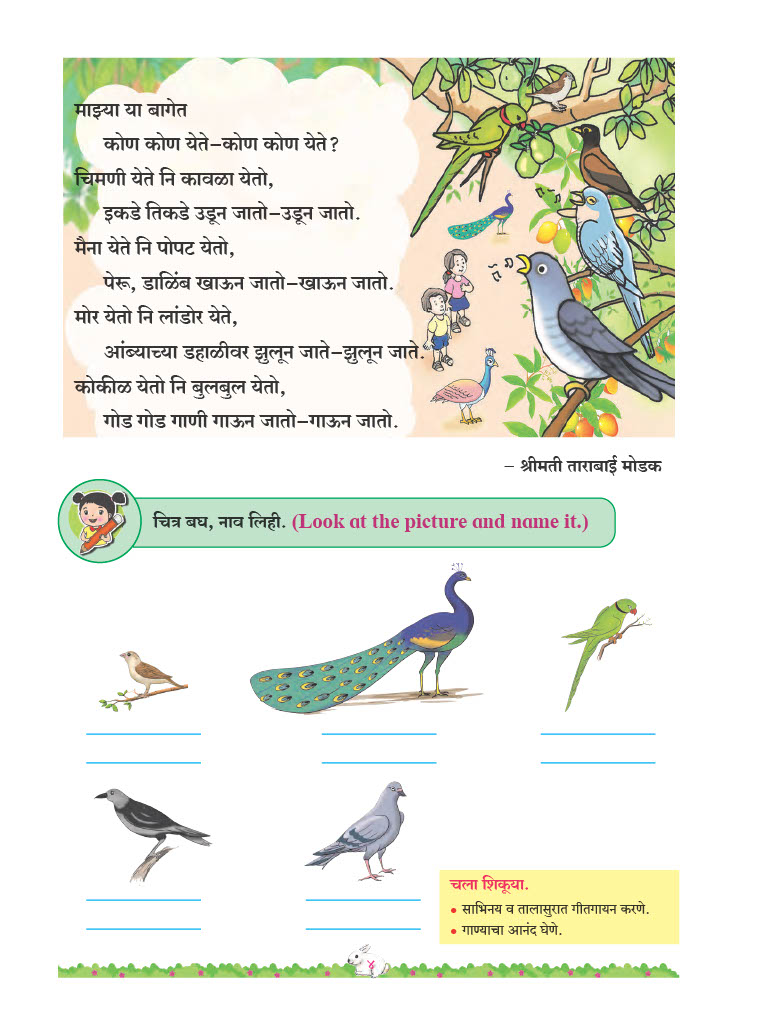 माझ्या या बागेत
कोण कोण येते–कोण कोण येते?
चिमणी येते नि कावळा येतो,
इकडे तिकडे उडून जातो–उडून जातो.
मैना येते नि पोपट येतो,
पेरू, डाळिंब खाऊन जातो–खाऊन जातो.
मोर येतो नि लांडोर येते,
आंब्याच्या डहाळीवर झुलून जाते–झुलून जाते.
कोकीळ येतो नि बुलबुल येतो,
गोड गोड गाणी गाऊन जातो–गाऊन जातो.
– श्रीमती ताराबाई मोडक
चित्र बघ, नाव लिही. (Look at the picture and name it.)
चला शिकूया.
• साभिनय व तालासुरात गीतगायन करणे.
• गाण्याचा आनंद घेणे.
४